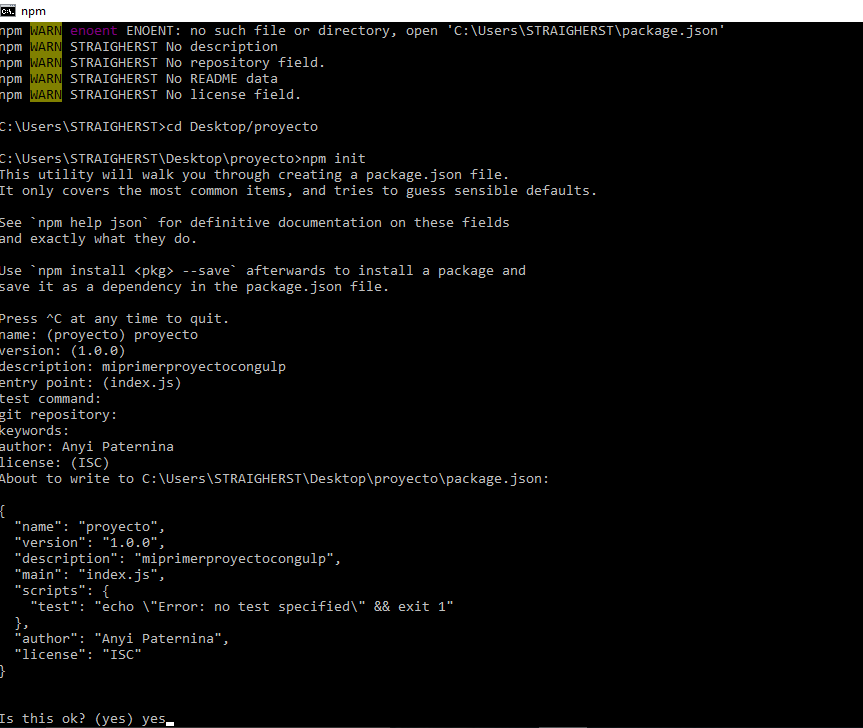 npm
npm WARN enoent ENOENT: no such file or directory, open 'C:\Users\STRAIGHERST\package.json'
npm WARN STRAIGHERST No description
npm WARN STRAIGHERST No repository field.
npm WARN STRAIGHERST No README data
npm WARN STRAIGHERST No license field.
C:\Users\STRAIGHERST>cd Desktop/proyecto
C:\Users\STRAIGHERST\Desktop\proyecto>npm init
This utility will walk you through creating a package.json file.
It only covers the most common items, and tries to guess sensible defaults.
See `npm help json` for definitive documentation on these fields
and exactly what they do.
Use `npm install <pkg> --save` afterwards to install a package and
save it as a dependency in the package.json file.
Press ^C at any time to quit.
name: (proyecto) proyecto
version: (1.0.0)
description: miprimerproyectocongulp
entry point: (index.js)
test command:
git repository:
keywords:
author: Anyi Paternina
license: (ISC)
About to write to C:\Users\STRAIGHERST\Desktop\proyecto\package.json:
{
  "name": "proyecto",
  "version": "1.0.0",
  "description": "miprimerproyectocongulp",
  "main": "index.js",
  "scripts": {
    "test": "echo \"Error: no test specified\" && exit 1"
  },
  "author": "Anyi Paternina",
  "license": "ISC"
}
Is this ok? (yes) yes